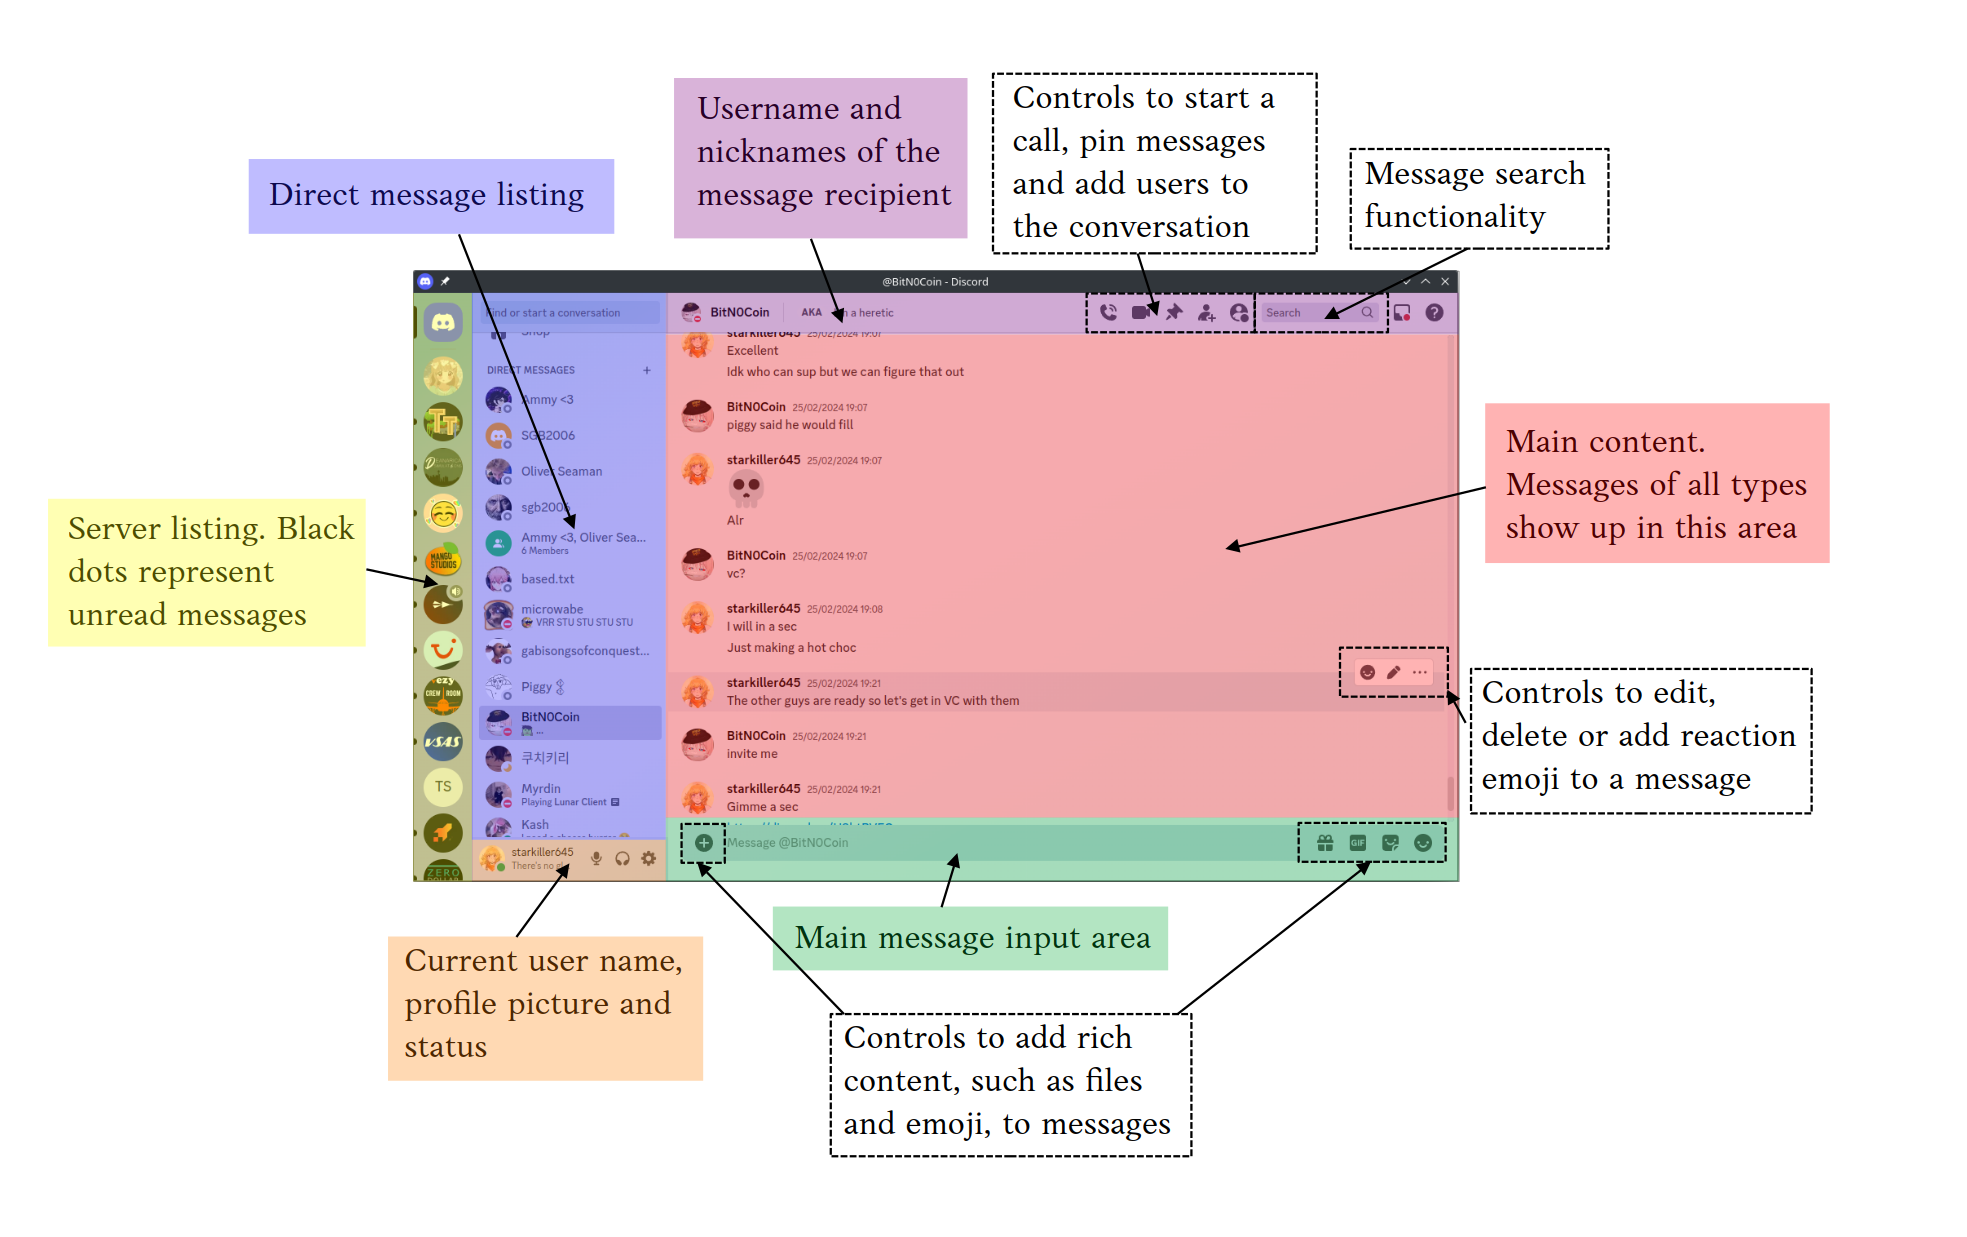 Username and
nicknames of the
message recipient
Controls to start a
call, pin messages
and add users to
the conversation
Message search
functionality
Direct message listing
@BitN0Coin - Discord
Find or start a conversation
BitN0Coin
AKA
a heretic
Search
Shop
DIRECT MESSAGES
Ammy <3
SGB2006
Oliver Seaman
sgb2006
Ammy <3, Oliver Sea...
6 Members
based.txt
microwabe
VRR STU STU STU STU
gabisongsofconquest...
Piggy
BitN0Coin
...
쿠치키리
Myrdin
Playing Lunar Client
Kash
starkiller645
There's no
TT
MANGO
STUDIOS
CREW ROOM
VSAS
TS
ZERO
starkiller645 25/02/2024 19:07
Excellent
Idk who can sup but we can figure that out
BitN0Coin 25/02/2024 19:07
piggy said he would fill
starkiller645 25/02/2024 19:07
Alr
BitN0Coin 25/02/2024 19:07
vc?
starkiller645 25/02/2024 19:08
I will in a sec
Just making a hot choc
starkiller645 25/02/2024 19:21
The other guys are ready so let's get in VC with them
BitN0Coin 25/02/2024 19:21
invite me
starkiller645 25/02/2024 19:21
Gimme a sec
Message @BitN0Coin
GIF
Server listing. Black
dots represent
unread messages
Main content.
Messages of all types
show up in this area
Controls to edit,
delete or add reaction
emoji to a message
Main message input area
Current user name,
profile picture and
status
Controls to add rich
content, such as files
and emoji, to messages